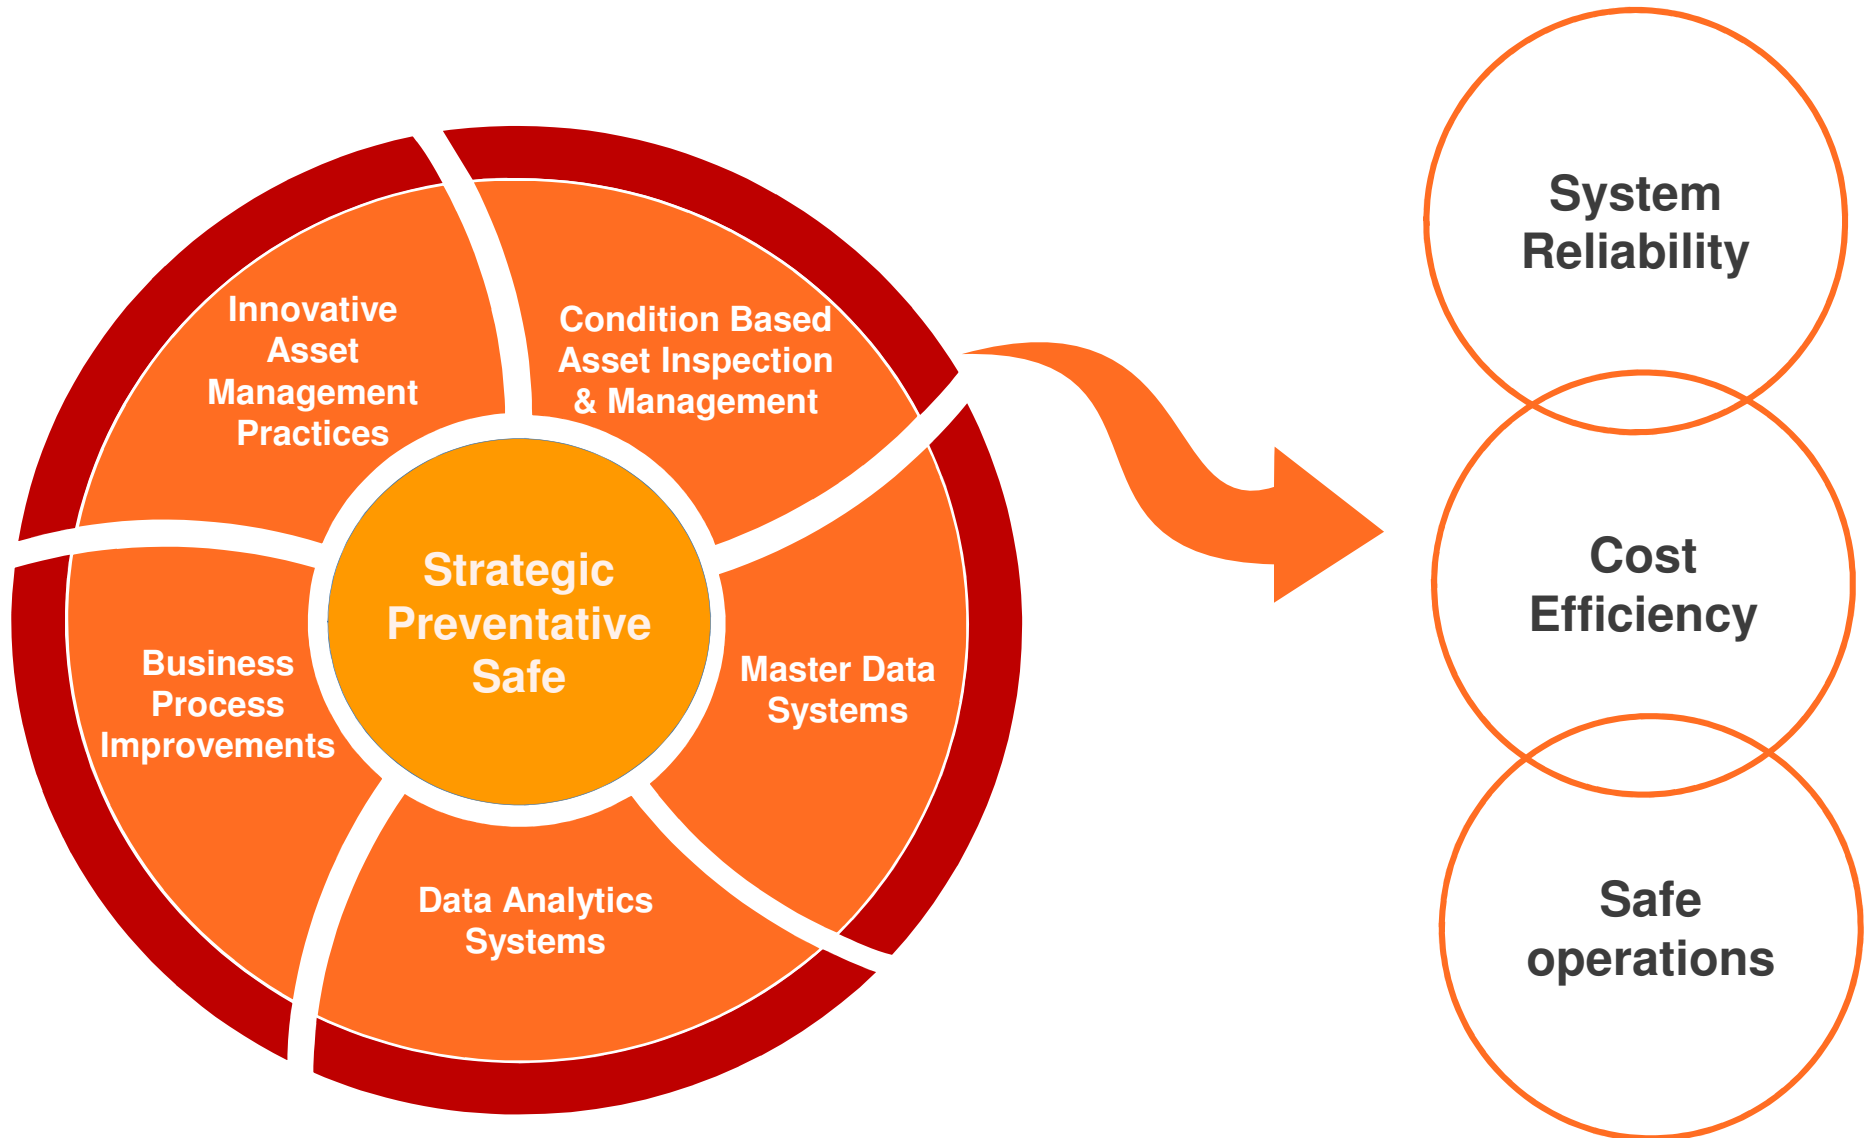 Innovative
Asset
Management
Practices
Condition Based
Asset Inspection
& Management
Strategic
Preventative
Safe
Business
Process
Improvements
Master Data
Systems
Data Analytics
Systems
System
Reliability
Cost
Efficiency
Safe
operations